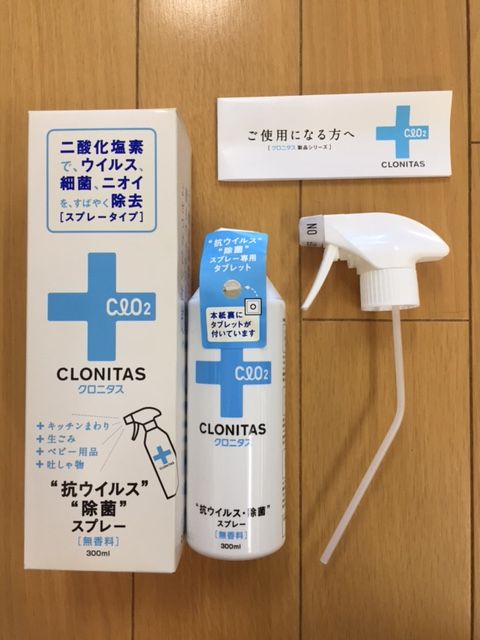 二酸化塩素
で、ウイルス、
細菌、ニオイ
を、すばやく除去
[スプレータイプ]
ClO2
CLONITAS
クロニタス
+キッチンまわり
+生ごみ
+ベビー用品
+吐しゃ物
CLONITAS
“抗ウイルス”
“除菌”
スプレー
[無香料]
300ml
“抗ウイルス”
“除菌”
スプレー専用
タブレット
本紙裏に
タブレットが
付いています
ClO2
CLONITAS
クロニタス
“抗ウイルス・除菌”
スプレー
[無香料]
300ml
ご使用になる方へ
[クロニタス 製品シリーズ]
ClO2
CLONITAS
NO